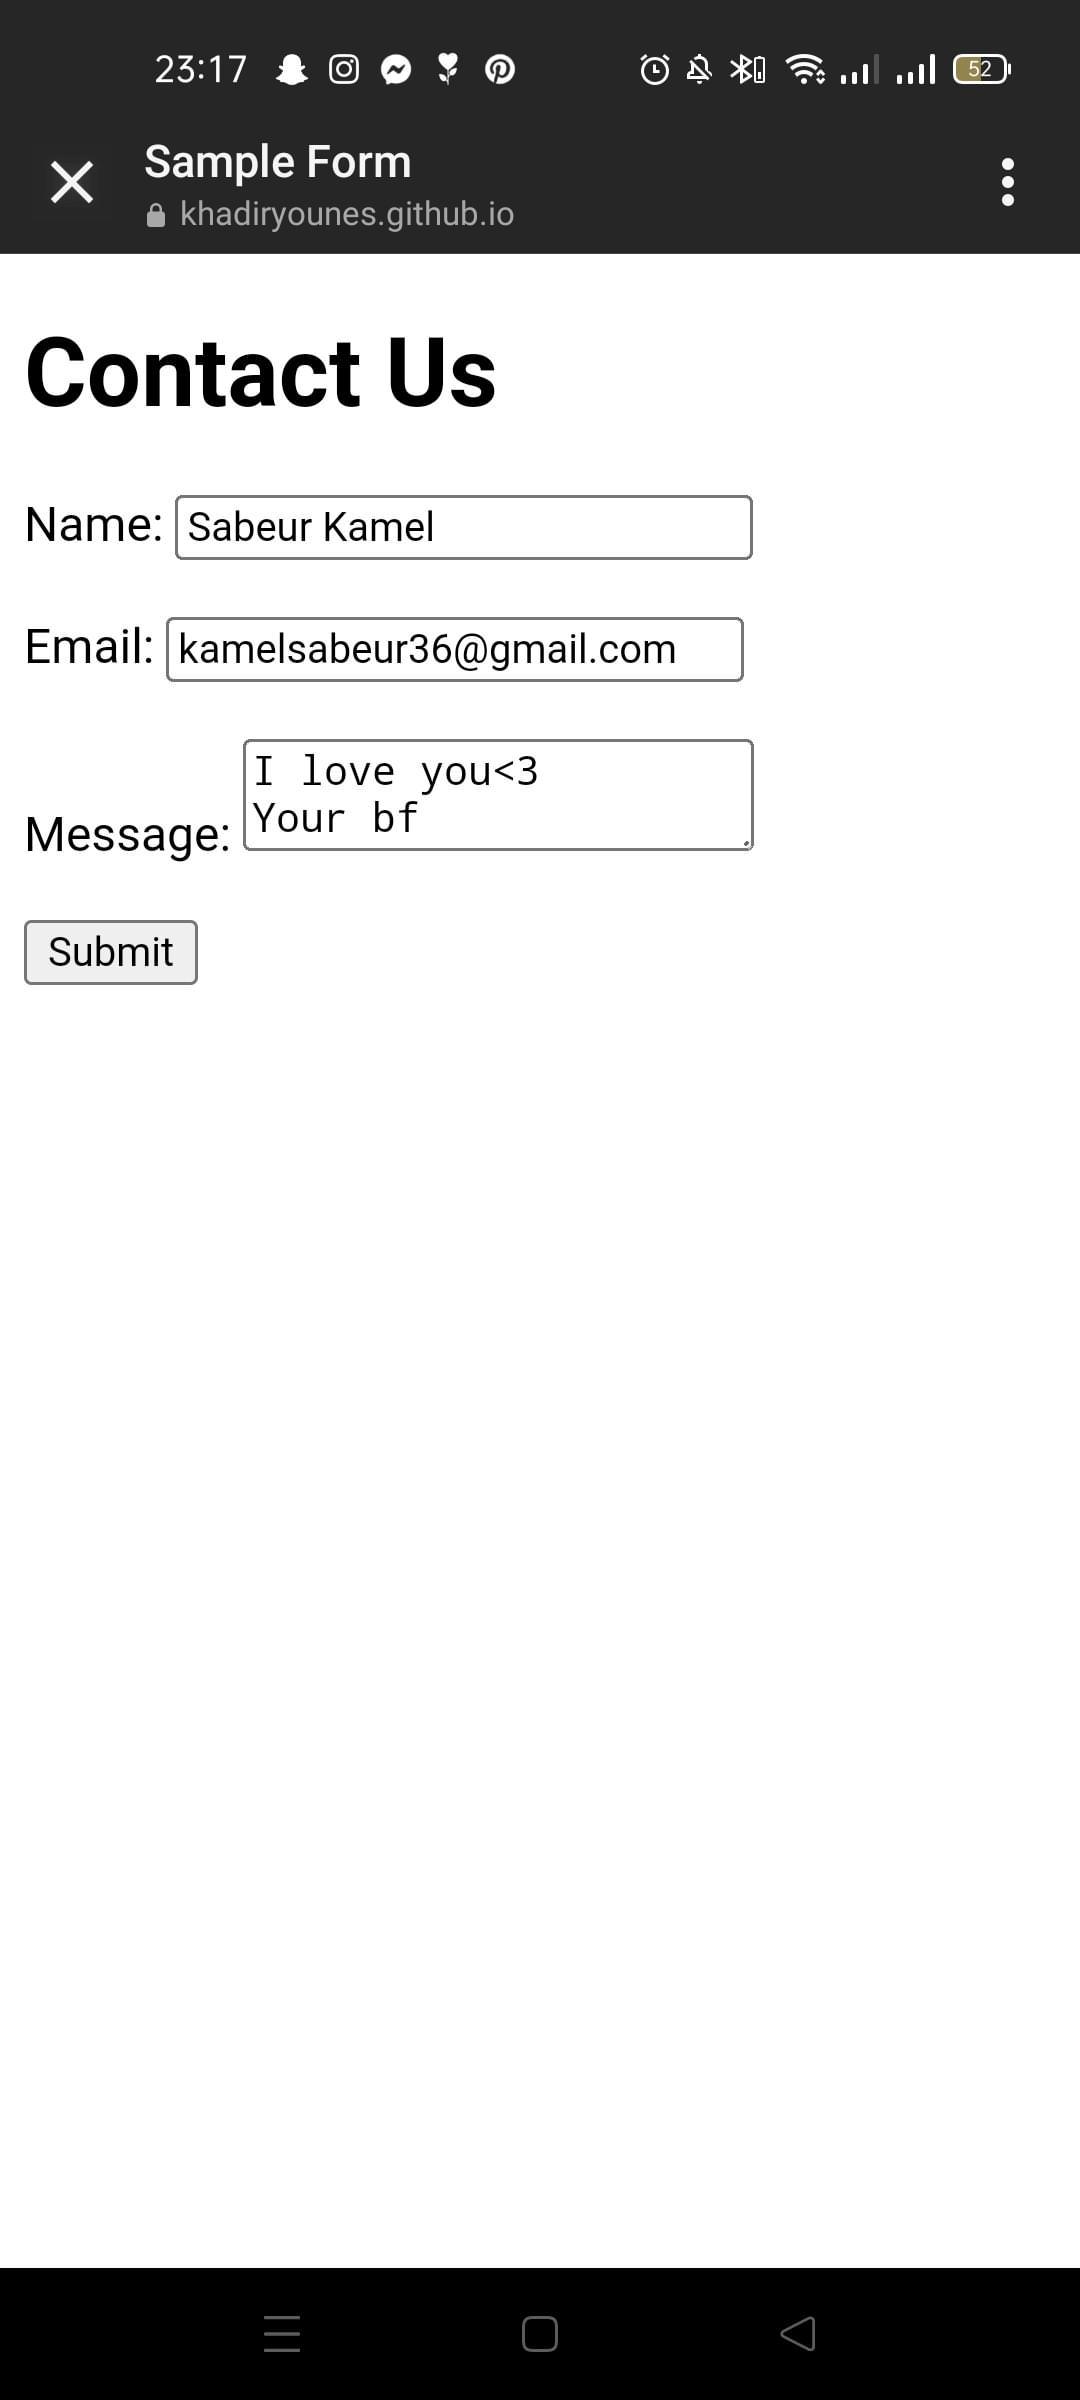 23:17
52
Sample Form
khadiryounes.github.io
Contact Us
Name: Sabeur Kamel
Email: kamelsabeur36@gmail.com
Message: I love you<3
Your bf
Submit